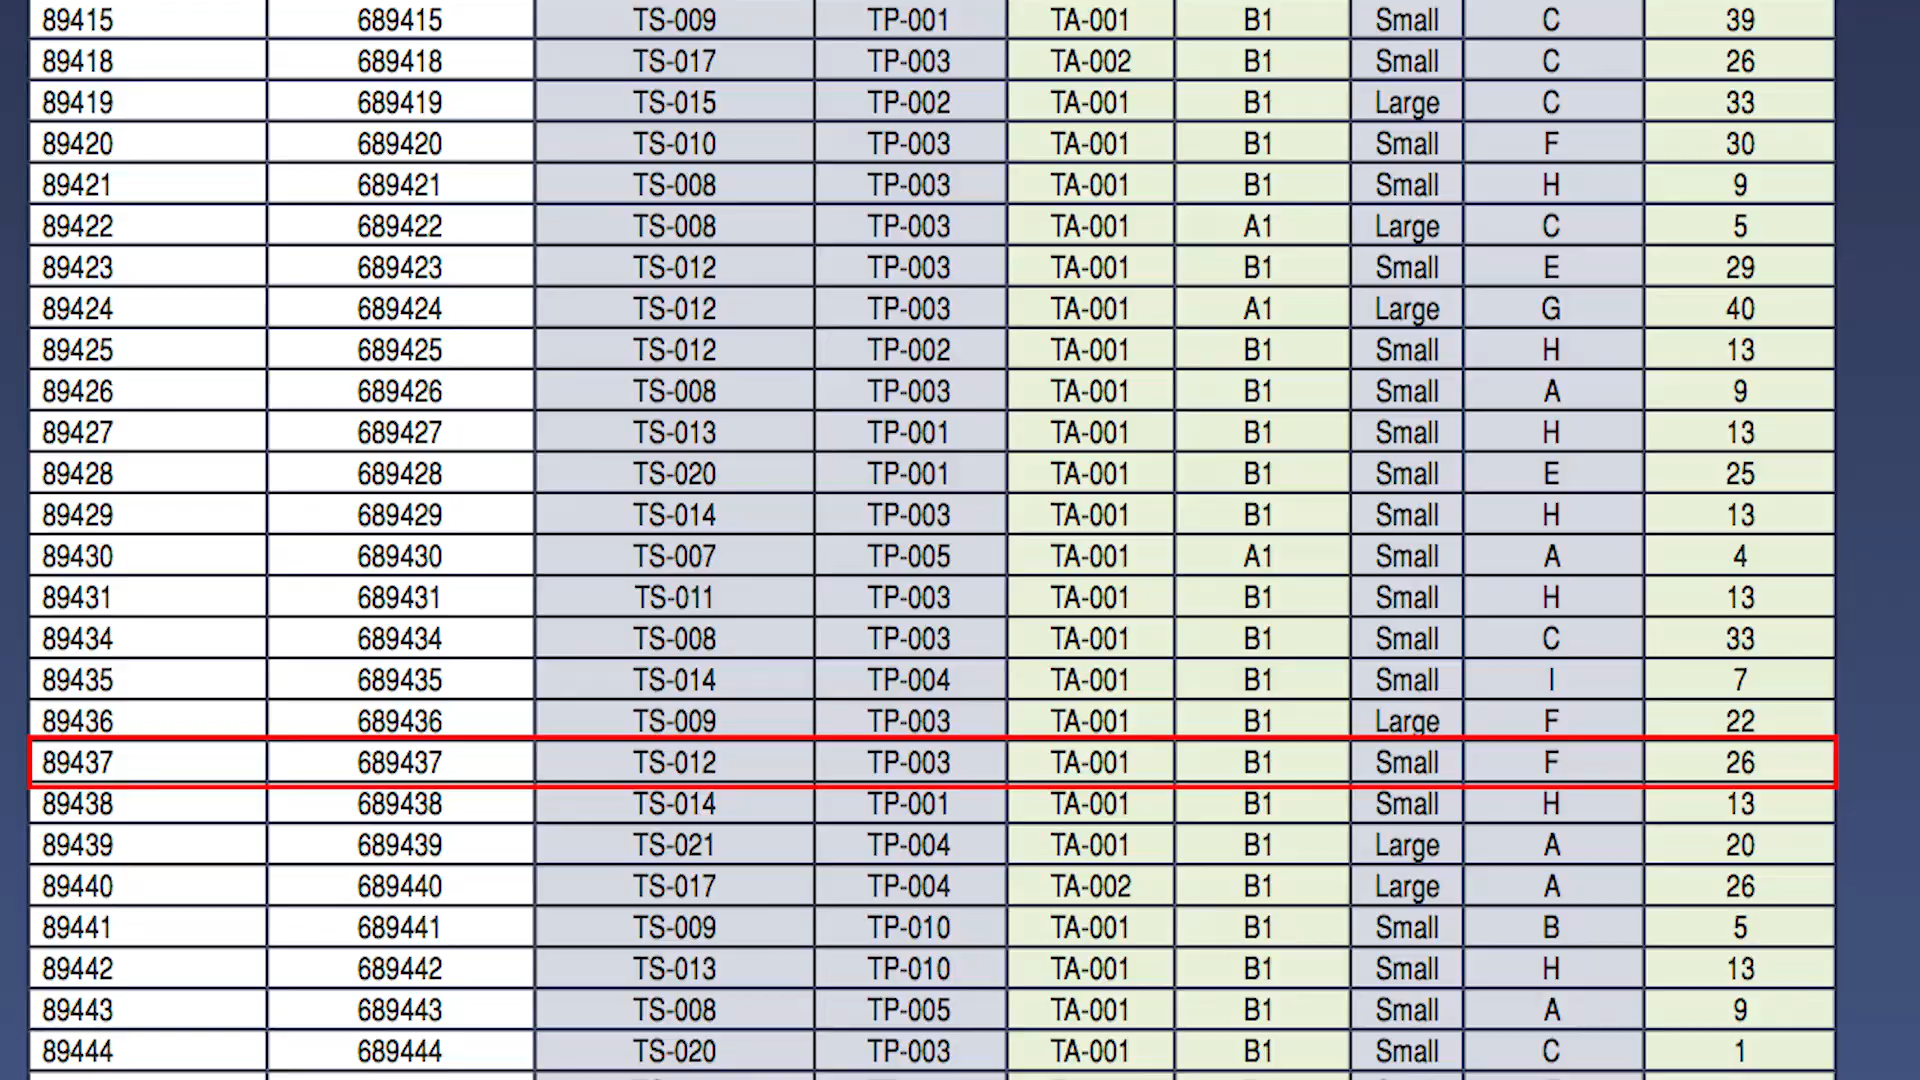 89415 689415 TS-009 TP-001 TA-001 B1 Small C 39
89418 689418 TS-017 TP-003 TA-002 B1 Small C 26
89419 689419 TS-015 TP-002 TA-001 B1 Large C 33
89420 689420 TS-010 TP-003 TA-001 B1 Small F 30
89421 689421 TS-008 TP-003 TA-001 B1 Small H 9
89422 689422 TS-008 TP-003 TA-001 A1 Large C 5
89423 689423 TS-012 TP-003 TA-001 B1 Small E 29
89424 689424 TS-012 TP-003 TA-001 A1 Large G 40
89425 689425 TS-012 TP-002 TA-001 B1 Small H 13
89426 689426 TS-008 TP-003 TA-001 B1 Small A 9
89427 689427 TS-013 TP-001 TA-001 B1 Small H 13
89428 689428 TS-020 TP-001 TA-001 B1 Small E 25
89429 689429 TS-014 TP-003 TA-001 B1 Small H 13
89430 689430 TS-007 TP-005 TA-001 A1 Small A 4
89431 689431 TS-011 TP-003 TA-001 B1 Small H 13
89434 689434 TS-008 TP-003 TA-001 B1 Small C 33
89435 689435 TS-014 TP-004 TA-001 B1 Small I 7
89436 689436 TS-009 TP-003 TA-001 B1 Large F 22
89437 689437 TS-012 TP-003 TA-001 B1 Small F 26
89438 689438 TS-014 TP-001 TA-001 B1 Small H 13
89439 689439 TS-021 TP-004 TA-001 B1 Large A 20
89440 689440 TS-017 TP-004 TA-002 B1 Large A 26
89441 689441 TS-009 TP-010 TA-001 B1 Small B 5
89442 689442 TS-013 TP-010 TA-001 B1 Small H 13
89443 689443 TS-008 TP-005 TA-001 B1 Small A 9
89444 689444 TS-020 TP-003 TA-001 B1 Small C 1